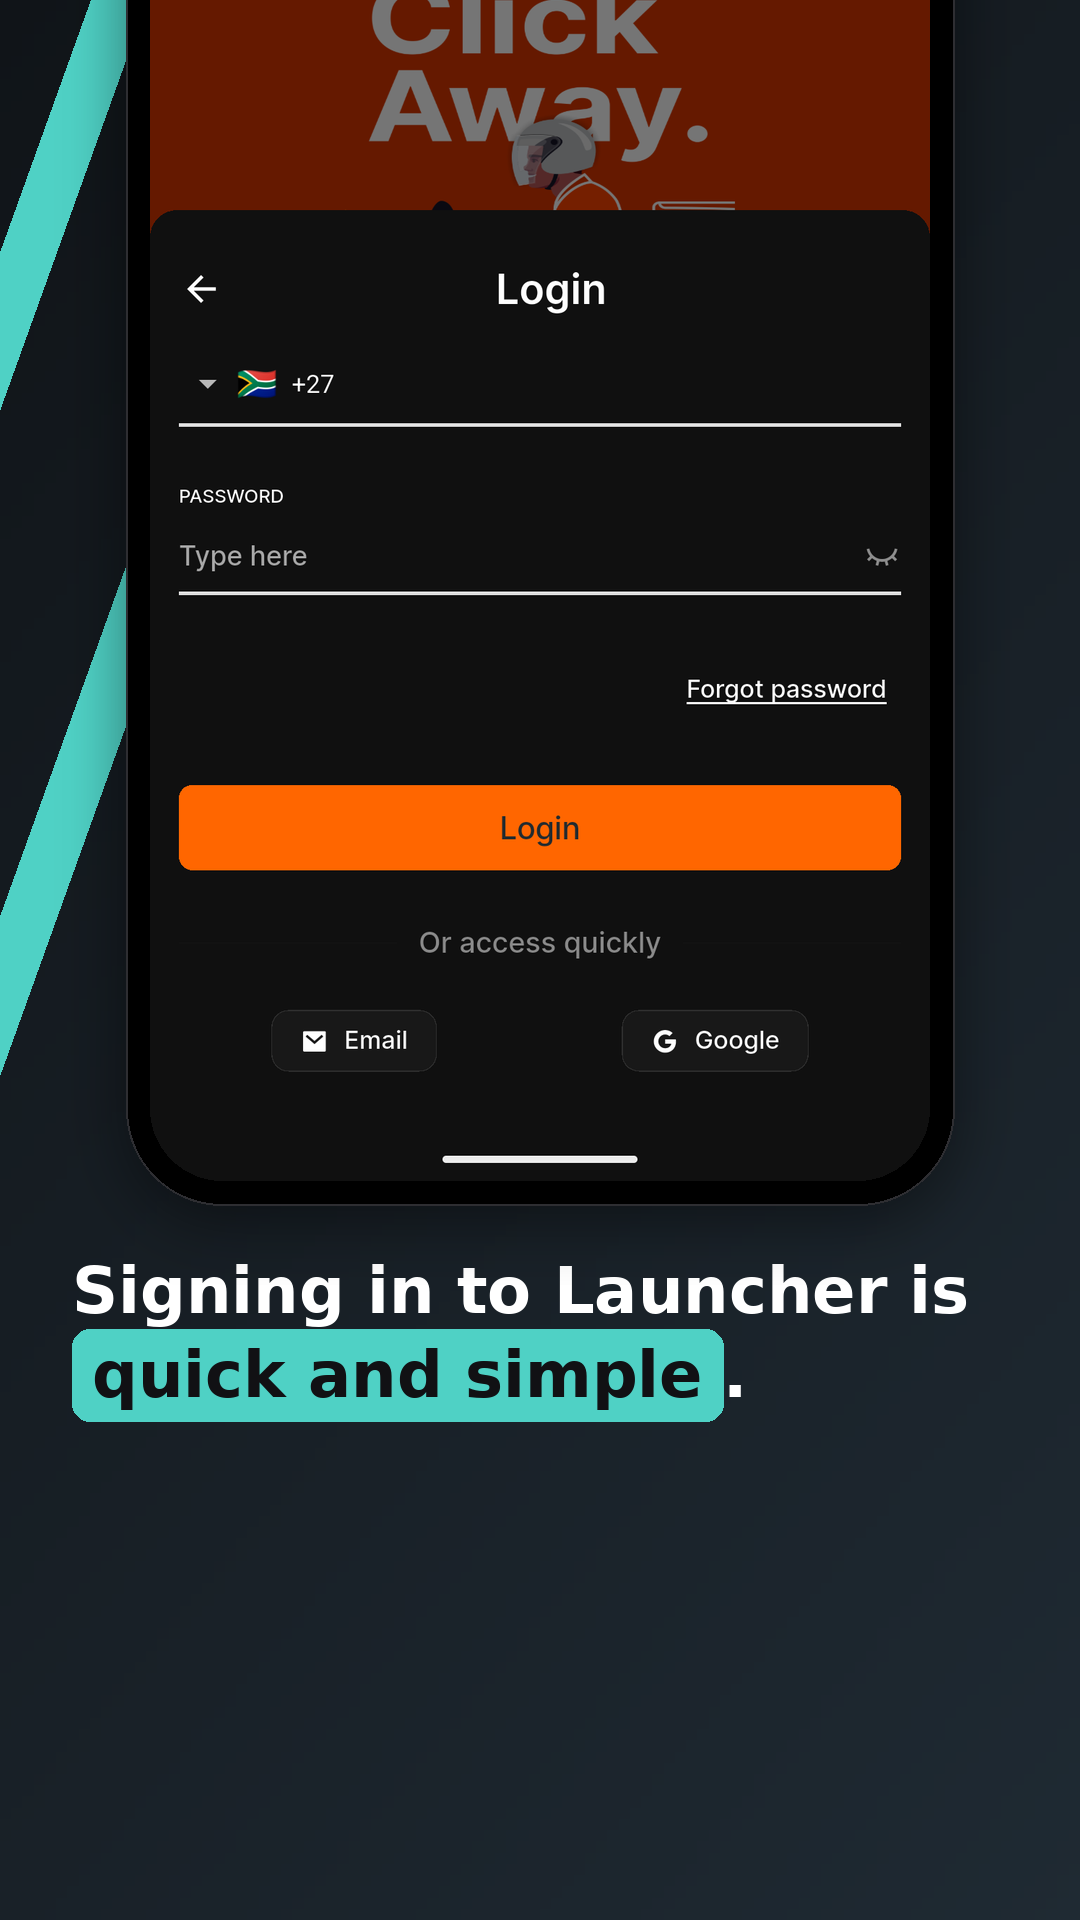 Click
Away.
Login
+27
PASSWORD
Type here
Forgot password
Login
Or access quickly
Email
Google
Signing in to Launcher is
quick and simple.